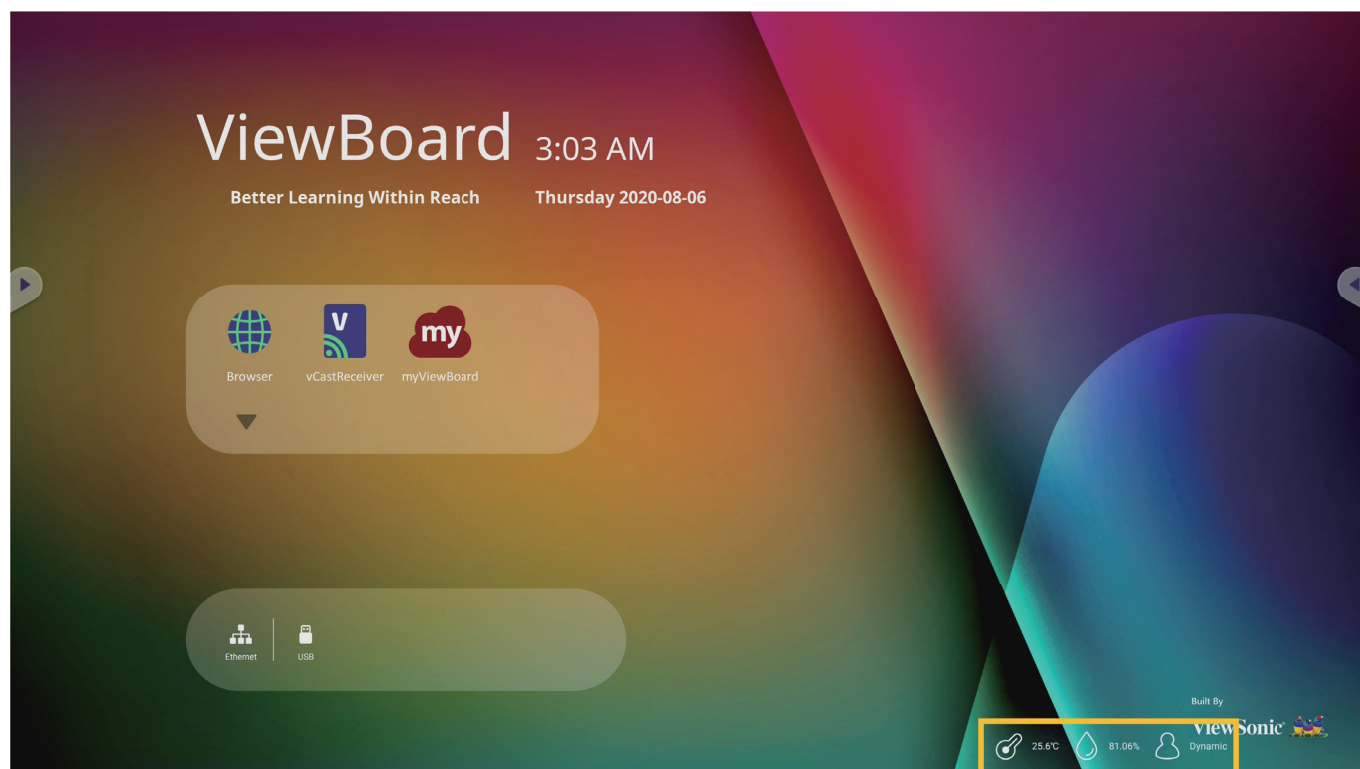 ViewBoard 3:03 AM
Better Learning Within Reach Thursday 2020-08-06
V my
Browser vCastReceiver myViewBoard
Ethernet USB
Built By
ViewSonic
25.6℃ 81.06% Dynamic